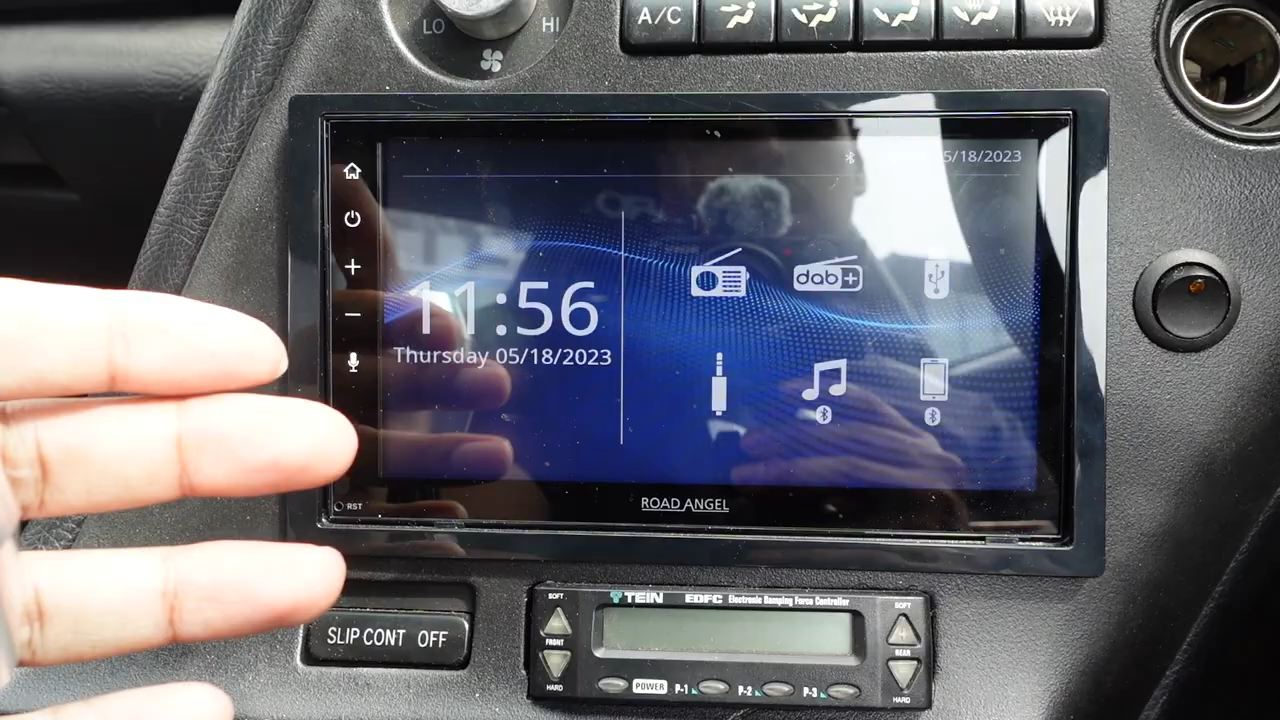 LO HI
A/C
5/18/2023
dab+
11:56
Thursday 05/18/2023
RST
ROAD ANGEL
SOFT TEIN EDFC Electronic Damping Force Controller SOFT
FRONT REAR
SLIP CONT OFF
HARD POWER P-1 P-2 P-3 HARD